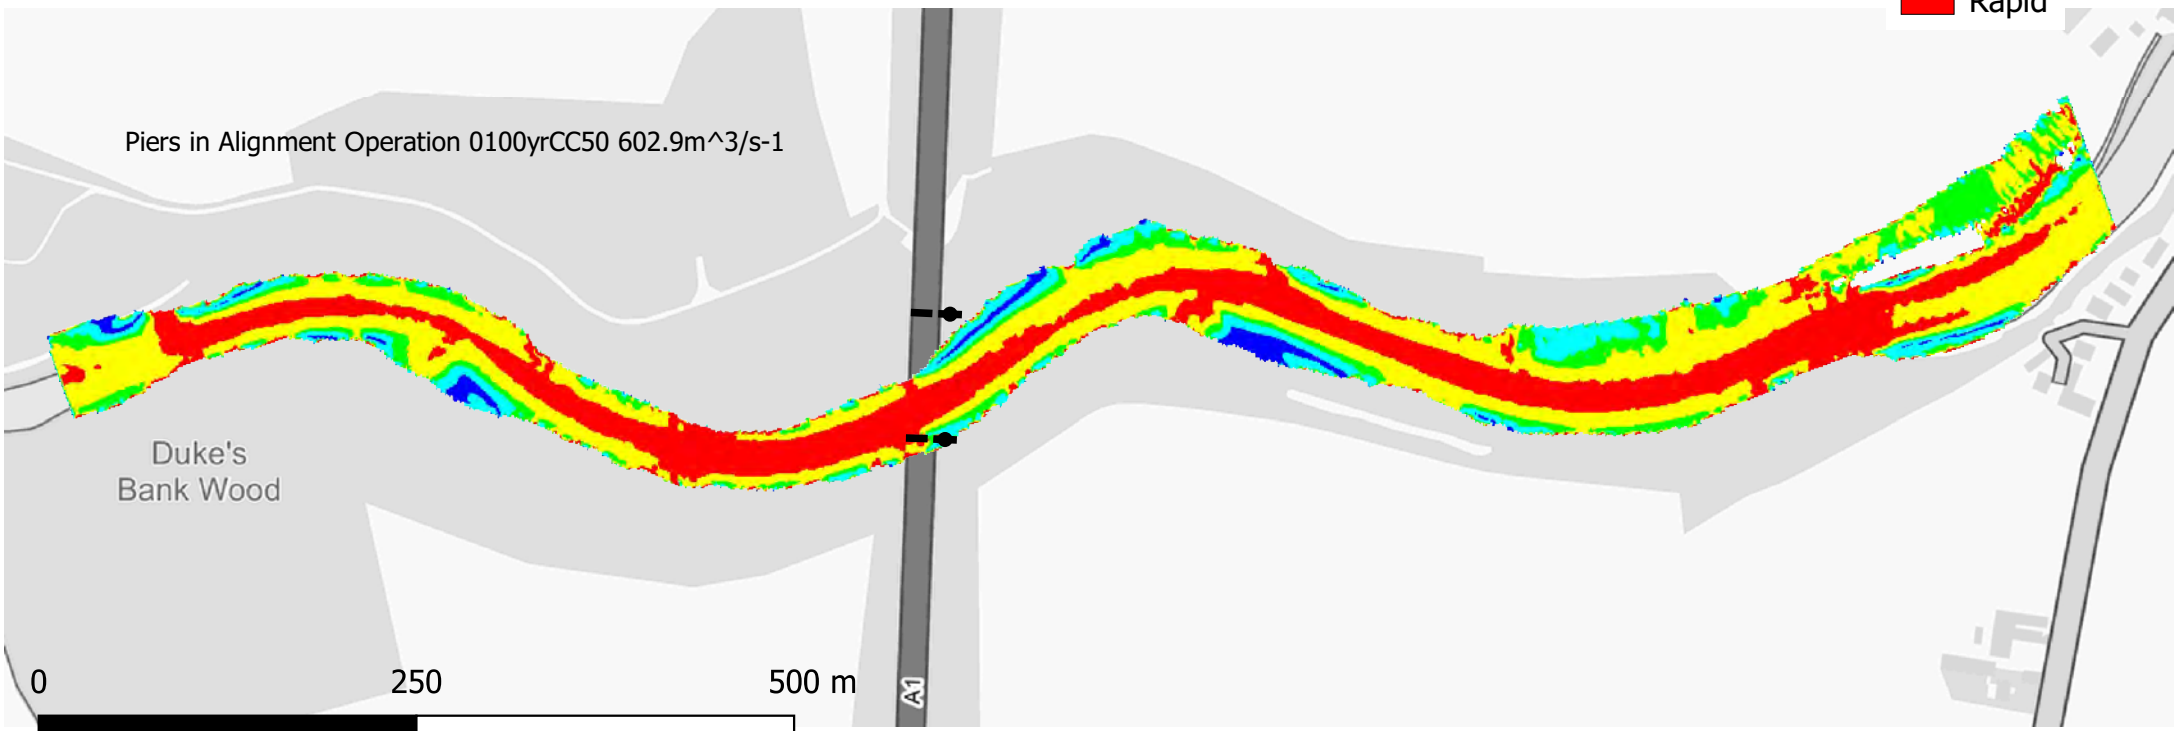 Rapid
Piers in Alignment Operation 0100yrCC50 602.9m^3/s-1
Duke's
Bank Wood
0 250 500 m
A1